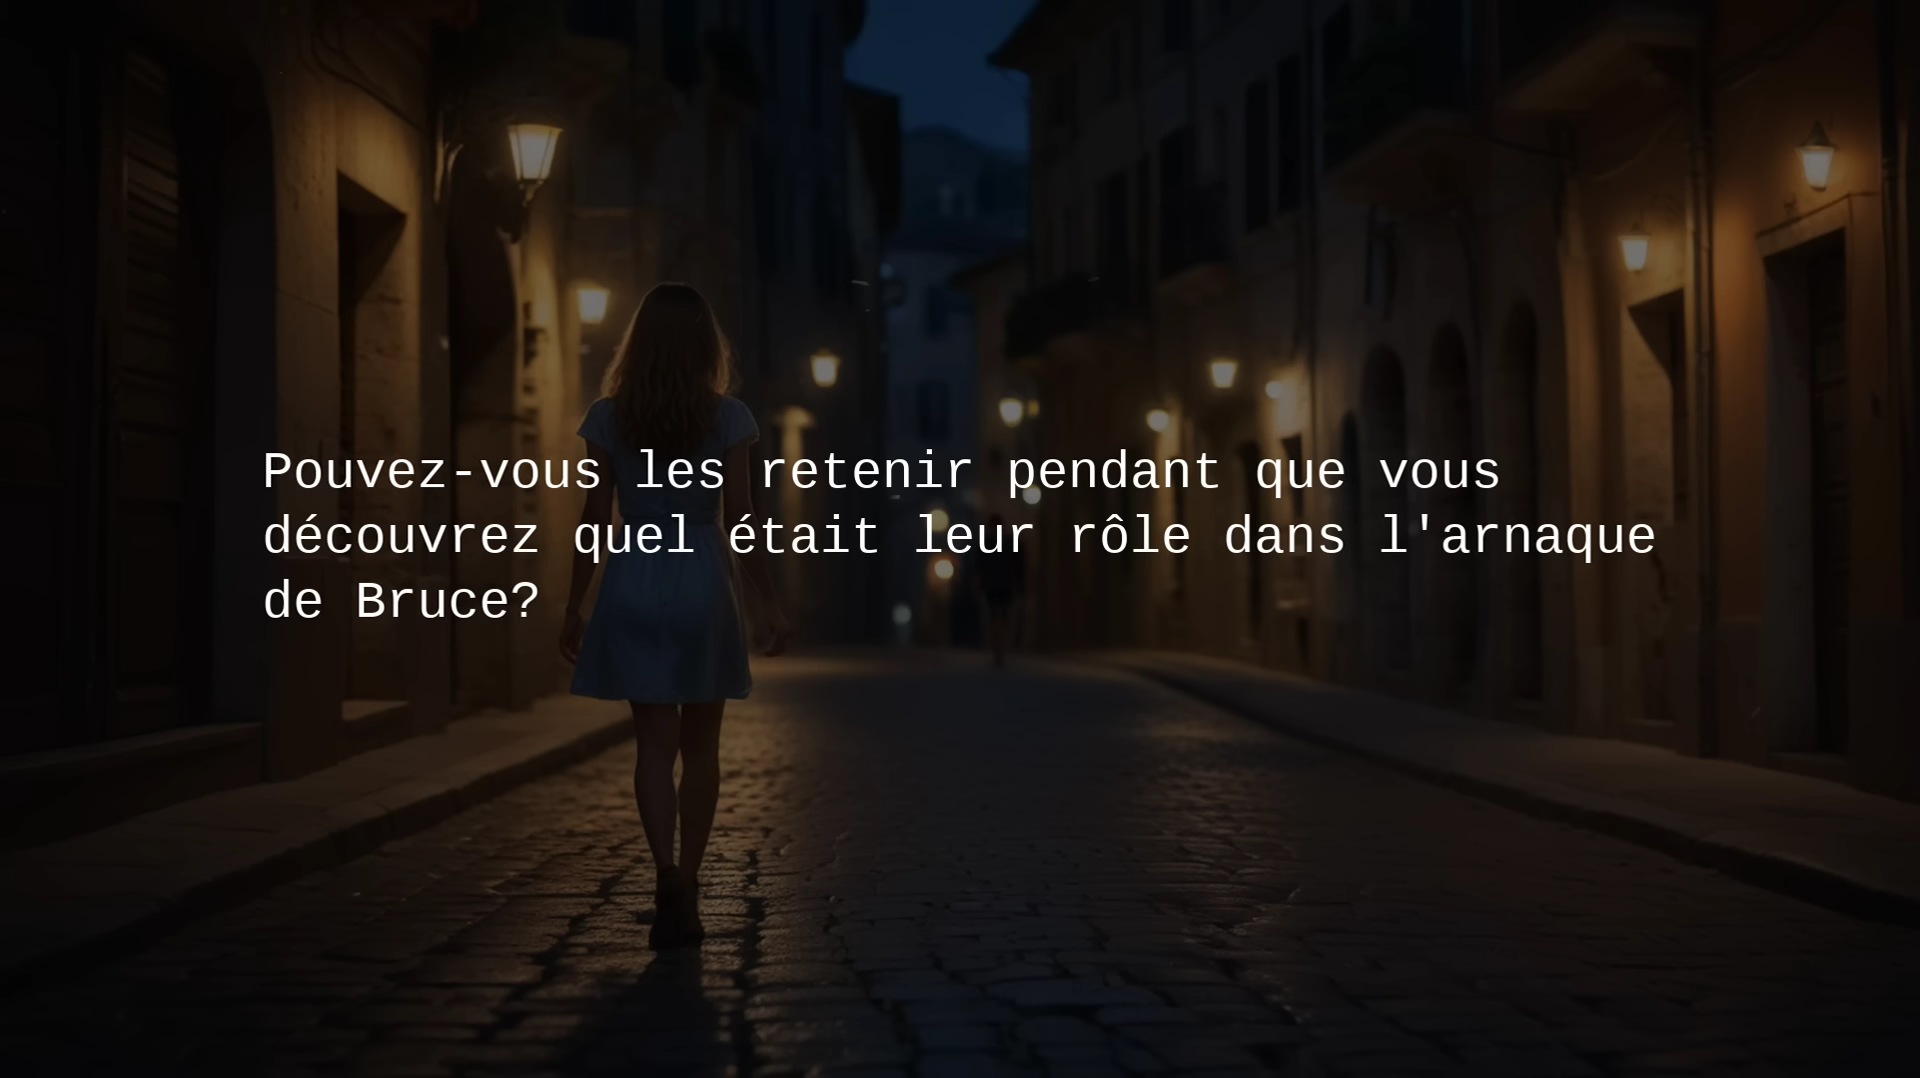 Pouvez-vous les retenir pendant que vous
découvrez quel était leur rôle dans l'arnaque
de Bruce?